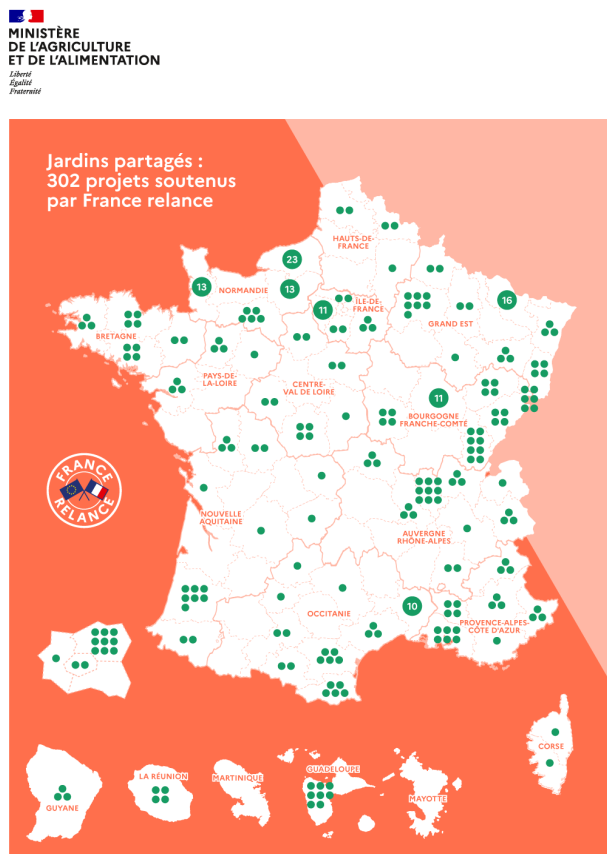 MINISTÈRE
DE L'AGRICULTURE
ET DE L'ALIMENTATION
Liberté
Égalité
Fraternité
Jardins partagés :
302 projets soutenus
par France relance
HAUTS-DE-
FRANCE
23
13
NORMANDIE
13
11
ÎLE-DE-
FRANCE
16
GRAND EST
BRETAGNE
PAYS-DE-
LA-LOIRE
CENTRE-
VAL DE LOIRE
11
BOURGOGNE
FRANCHE-COMTÉ
FRANCE
RELANCE
NOUVELLE
AQUITAINE
AUVERGNE
RHÔNE-ALPES
10
OCCITANIE
PROVENCE-ALPES-
CÔTE D'AZUR
CORSE
GUYANE
LA RÉUNION
MARTINIQUE
GUADELOUPE
MAYOTTE